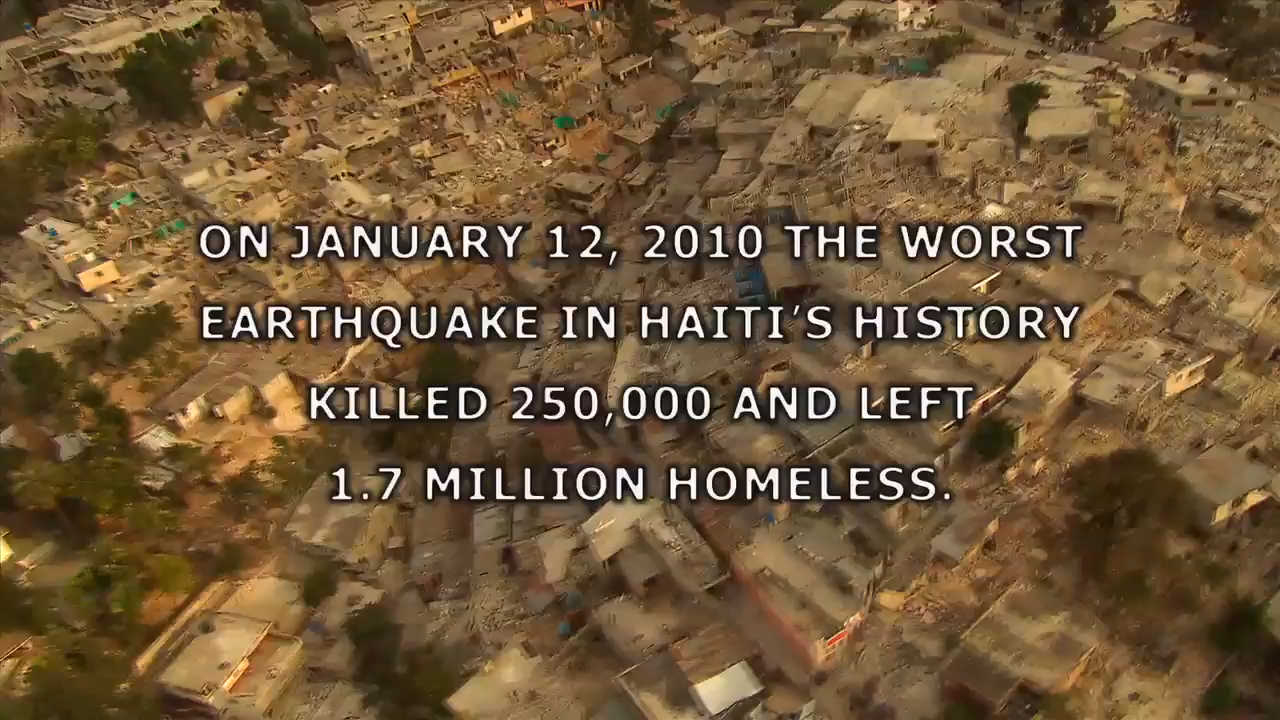 ON JANUARY 12, 2010 THE WORST
EARTHQUAKE IN HAITI'S HISTORY
KILLED 250,000 AND LEFT
1.7 MILLION HOMELESS.